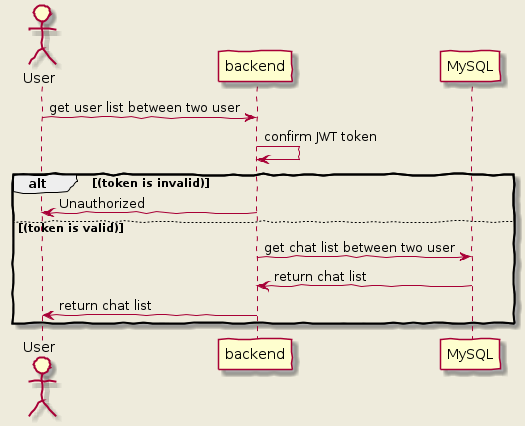 User
backend
MySQL
get user list between two user
confirm JWT token
alt
[(token is invalid)]
Unauthorized
[(token is valid)]
get chat list between two user
return chat list
return chat list
User
backend
MySQL